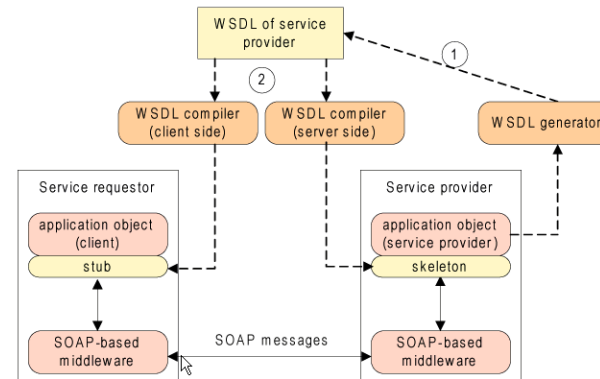 WSDL of service
provider
1
2
WSDL compiler
(client side)
WSDL compiler
(server side)
WSDL generator
Service requestor
Service provider
application object
(client)
stub
application object
(service provider)
skeleton
SOAP-based
middleware
SOAP messages
SOAP-based
middleware